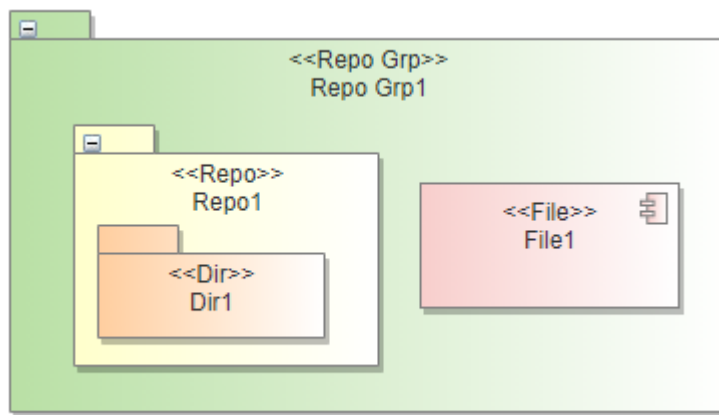 <<Repo Grp>>
Repo Grp1
<<Repo>>
Repo1
<<Dir>>
Dir1
<<File>>
File1